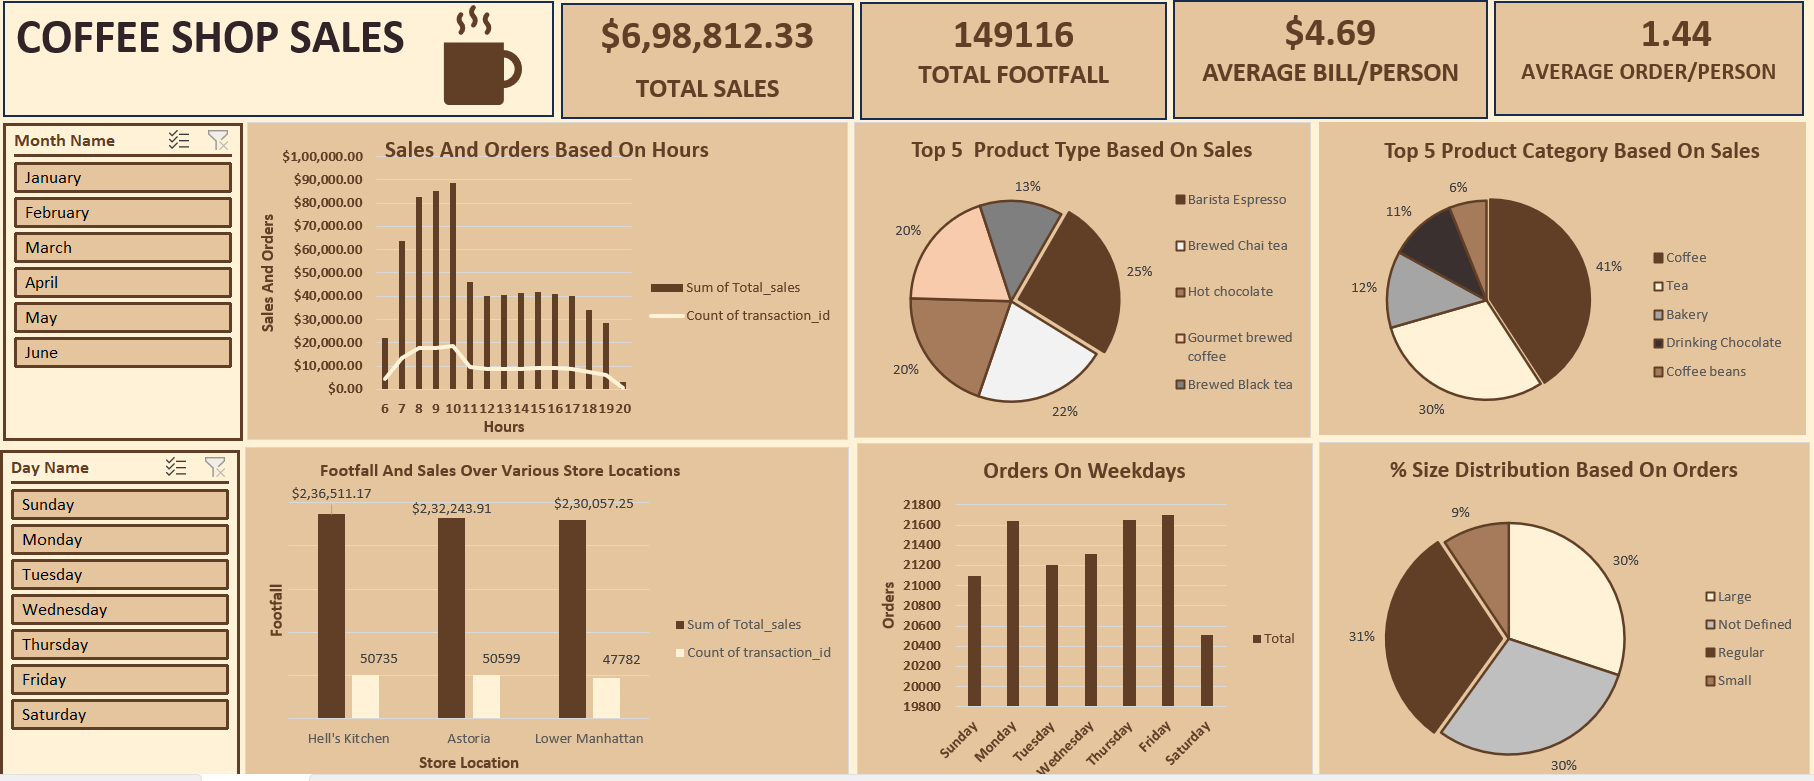 COFFEE SHOP SALES
$6,98,812.33
TOTAL SALES
149116
TOTAL FOOTFALL
$4.69
AVERAGE BILL/PERSON
1.44
AVERAGE ORDER/PERSON
Month Name
January
February
March
April
May
June
Sales And Orders Based On Hours
Sales And Orders
$1,00,000.00
$90,000.00
$80,000.00
$70,000.00
$60,000.00
$50,000.00
$40,000.00
$30,000.00
$20,000.00
$10,000.00
$0.00
6 7 8 9 10 11 12 13 14 15 16 17 18 19 20
Hours
Sum of Total_sales
Count of transaction_id
Top 5 Product Type Based On Sales
13%
25%
22%
20%
20%
Barista Espresso
Brewed Chai tea
Hot chocolate
Gourmet brewed
coffee
Brewed Black tea
Top 5 Product Category Based On Sales
6%
11%
12%
30%
41%
Coffee
Tea
Bakery
Drinking Chocolate
Coffee beans
Day Name
Sunday
Monday
Tuesday
Wednesday
Thursday
Friday
Saturday
Footfall And Sales Over Various Store Locations
Footfall
$2,36,511.17
$2,32,243.91
$2,30,057.25
50735
50599
47782
Hell's Kitchen
Astoria
Lower Manhattan
Store Location
Sum of Total_sales
Count of transaction_id
Orders On Weekdays
Orders
21800
21600
21400
21200
21000
20800
20600
20400
20200
20000
19800
Sunday
Monday
Tuesday
Wednesday
Thursday
Friday
Saturday
Total
% Size Distribution Based On Orders
9%
30%
31%
30%
Large
Not Defined
Regular
Small